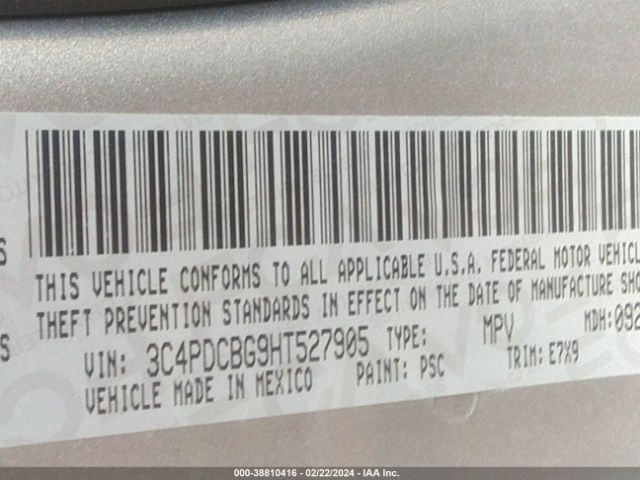 THIS VEHICLE CONFORMS TO ALL APPLICABLE U.S.A. FEDERAL MOTOR VEHICL
THEFT PREVENTION STANDARDS IN EFFECT ON THE DATE OF MANUFACTURE SHO
VIN: 3C4PDCBG9HT527905 TYPE: MPV MDH:092
VEHICLE MADE IN MEXICO PAINT: PSC TRIM: E7X9
000-38810416 - 02/22/2024 - IAA Inc.